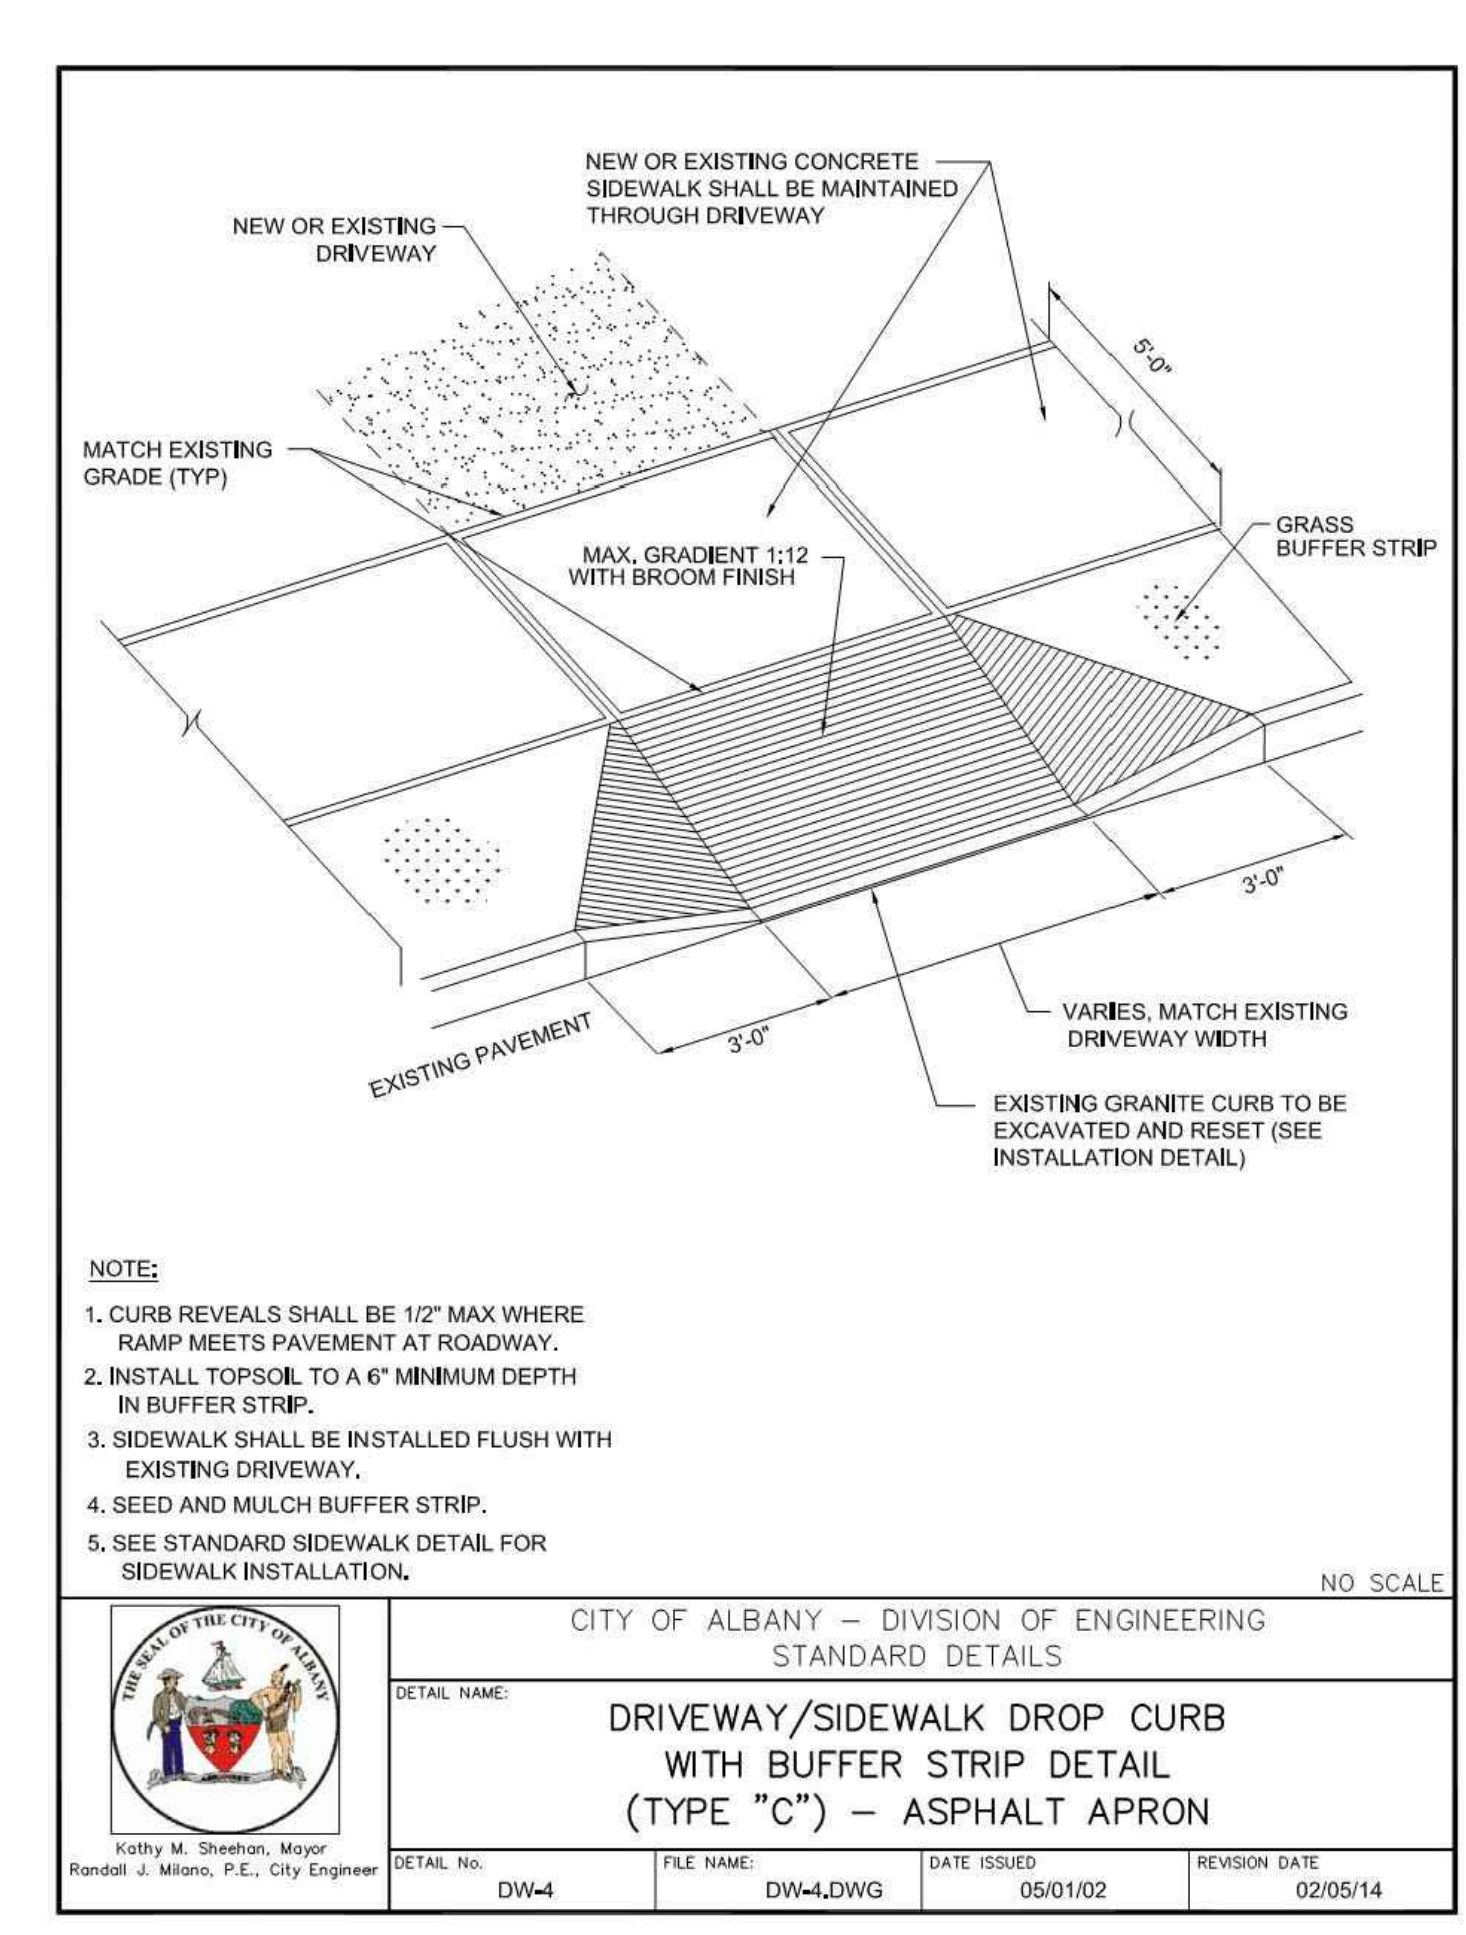 NEW OR EXISTING CONCRETE
SIDEWALK SHALL BE MAINTAINED
THROUGH DRIVEWAY
NEW OR EXISTING
DRIVEWAY
5'-0"
MATCH EXISTING
GRADE (TYP)
GRASS
BUFFER STRIP
MAX. GRADIENT 1:12
WITH BROOM FINISH
3'-0"
VARIES, MATCH EXISTING
DRIVEWAY WIDTH
3'-0"
EXISTING PAVEMENT
EXISTING GRANITE CURB TO BE
EXCAVATED AND RESET (SEE
INSTALLATION DETAIL)
NOTE:
1. CURB REVEALS SHALL BE 1/2" MAX WHERE
RAMP MEETS PAVEMENT AT ROADWAY.
2. INSTALL TOPSOIL TO A 6" MINIMUM DEPTH
IN BUFFER STRIP.
3. SIDEWALK SHALL BE INSTALLED FLUSH WITH
EXISTING DRIVEWAY.
4. SEED AND MULCH BUFFER STRIP.
5. SEE STANDARD SIDEWALK DETAIL FOR
SIDEWALK INSTALLATION.
NO SCALE
THE SEAL OF THE CITY OF ALBANY
Kathy M. Sheehan, Mayor
Randall J. Milano, P.E., City Engineer
CITY OF ALBANY – DIVISION OF ENGINEERING
STANDARD DETAILS
DETAIL NAME:
DRIVEWAY/SIDEWALK DROP CURB
WITH BUFFER STRIP DETAIL
(TYPE "C") – ASPHALT APRON
DETAIL No.
DW-4
FILE NAME:
DW-4.DWG
DATE ISSUED
05/01/02
REVISION DATE
02/05/14